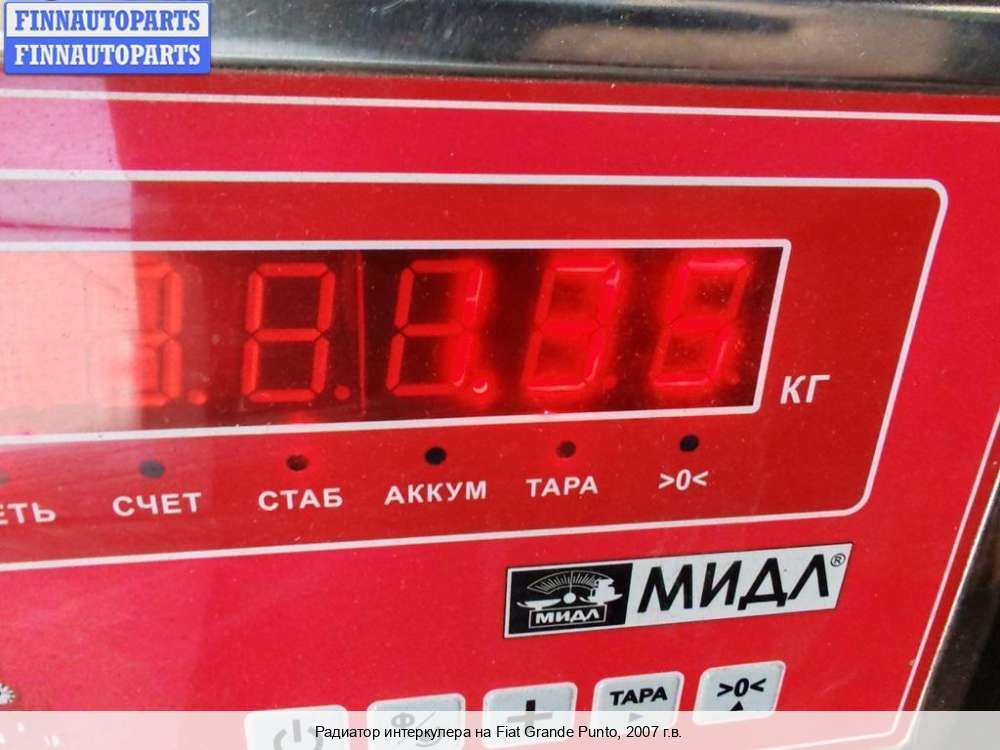 FINNAUTOPARTS
FINNAUTOPARTS
КГ
ЕТЬ СЧЕТ СТАБ АККУМ ТАРА >0<
МИДЛ МИДЛ®
ТАРА >0<
Радиатор интеркулера на Fiat Grande Punto, 2007 г.в.